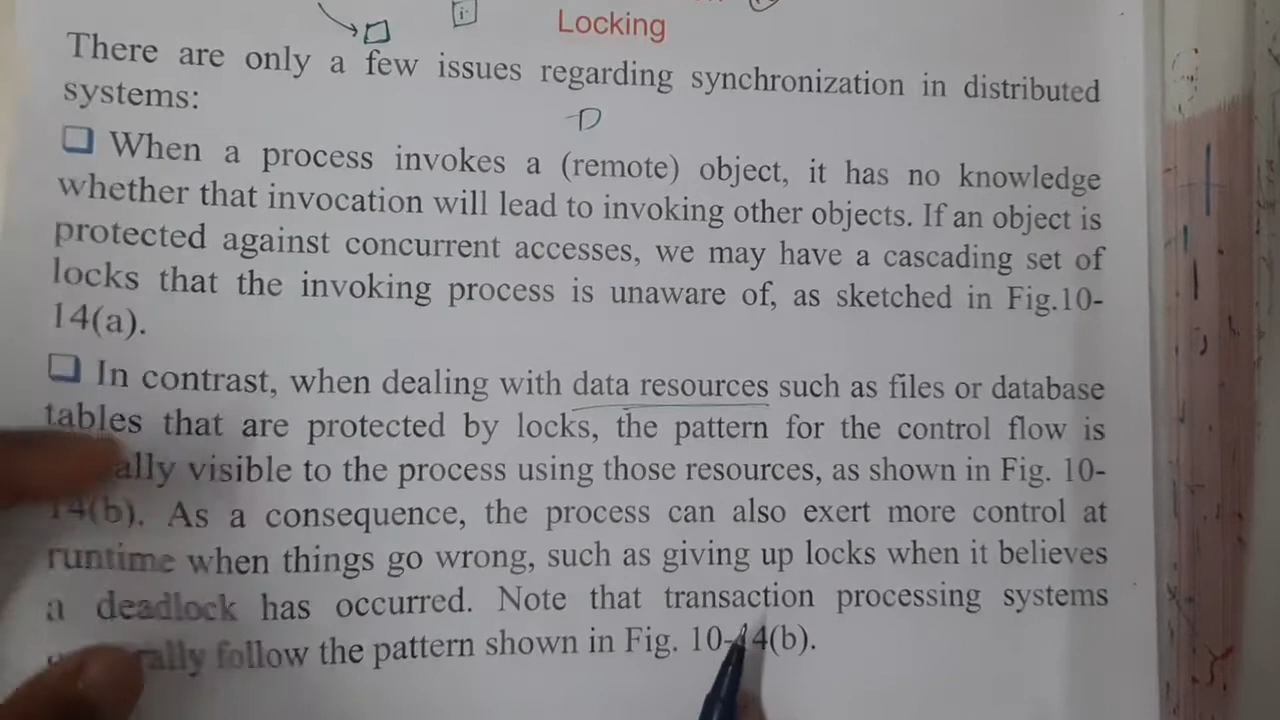 Locking
There are only a few issues regarding synchronization in distributed
systems:
D
❑ When a process invokes a (remote) object, it has no knowledge
whether that invocation will lead to invoking other objects. If an object is
protected against concurrent accesses, we may have a cascading set of
locks that the invoking process is unaware of, as sketched in Fig.10-
14(a).
❑ In contrast, when dealing with data resources such as files or database
tables that are protected by locks, the pattern for the control flow is
ally visible to the process using those resources, as shown in Fig. 10-
14(b). As a consequence, the process can also exert more control at
runtime when things go wrong, such as giving up locks when it believes
a deadlock has occurred. Note that transaction processing systems
rally follow the pattern shown in Fig. 10-14(b).